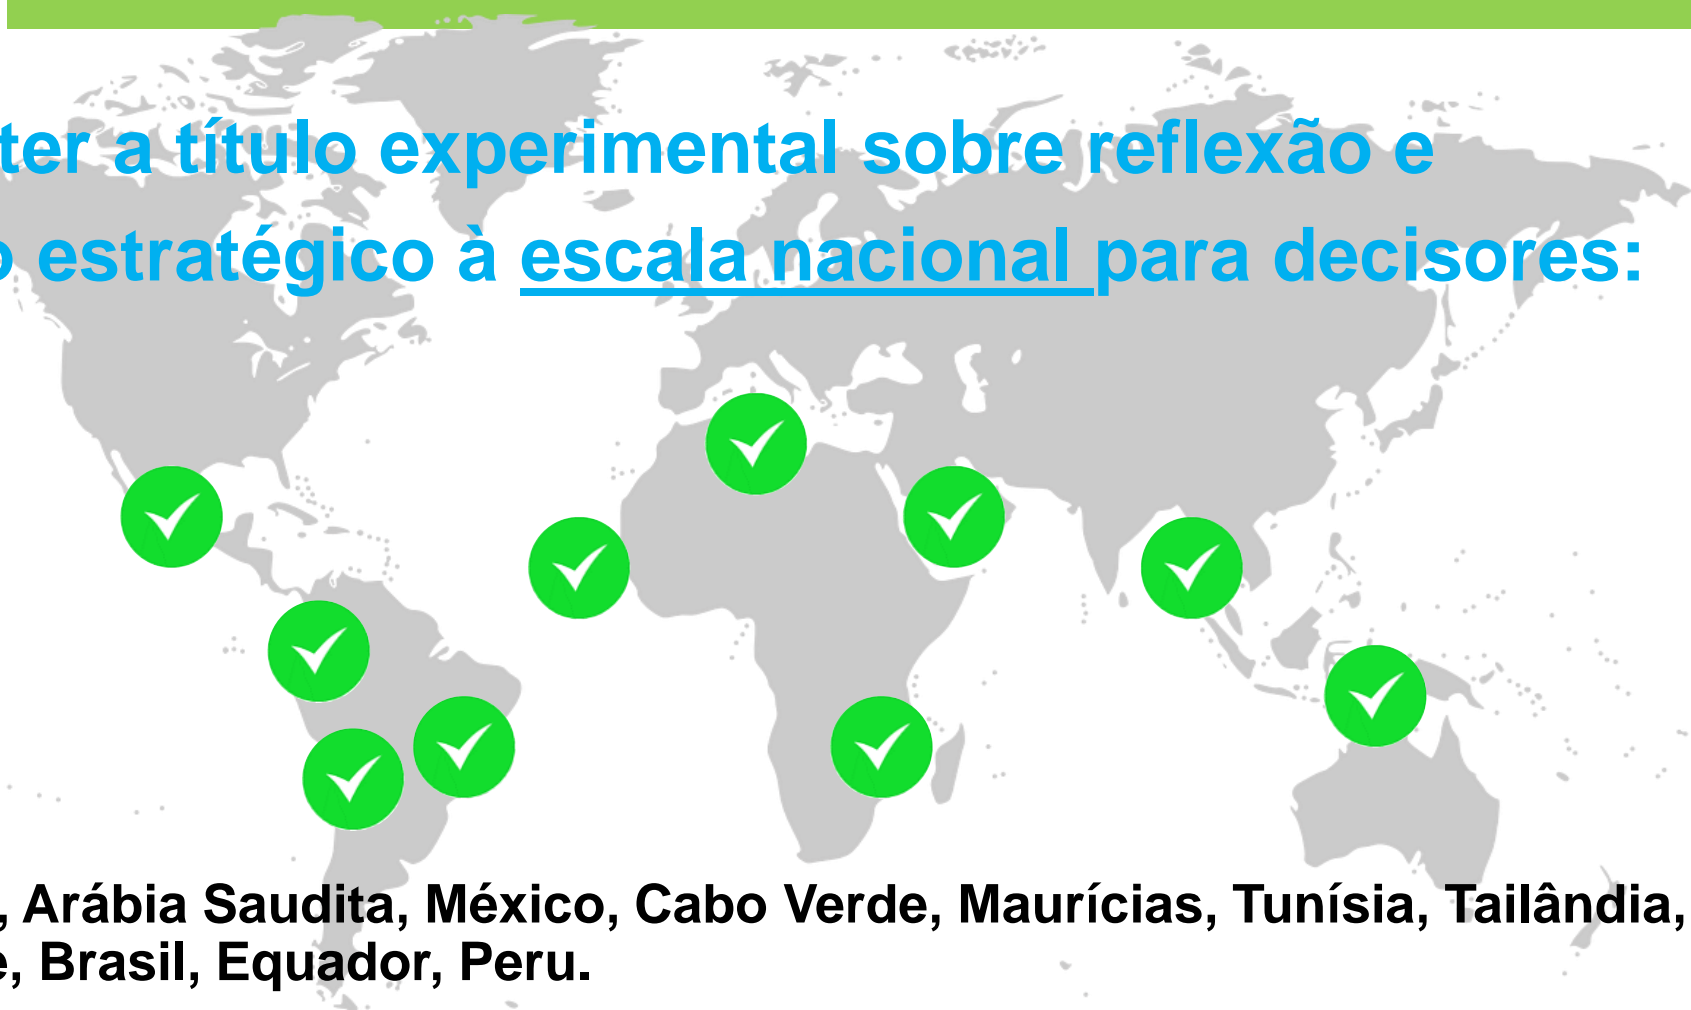 ter a título experimental sobre reflexão e
o estratégico à escala nacional para decisores:
, Arábia Saudita, México, Cabo Verde, Maurícias, Tunísia, Tailândia,
e, Brasil, Equador, Peru.